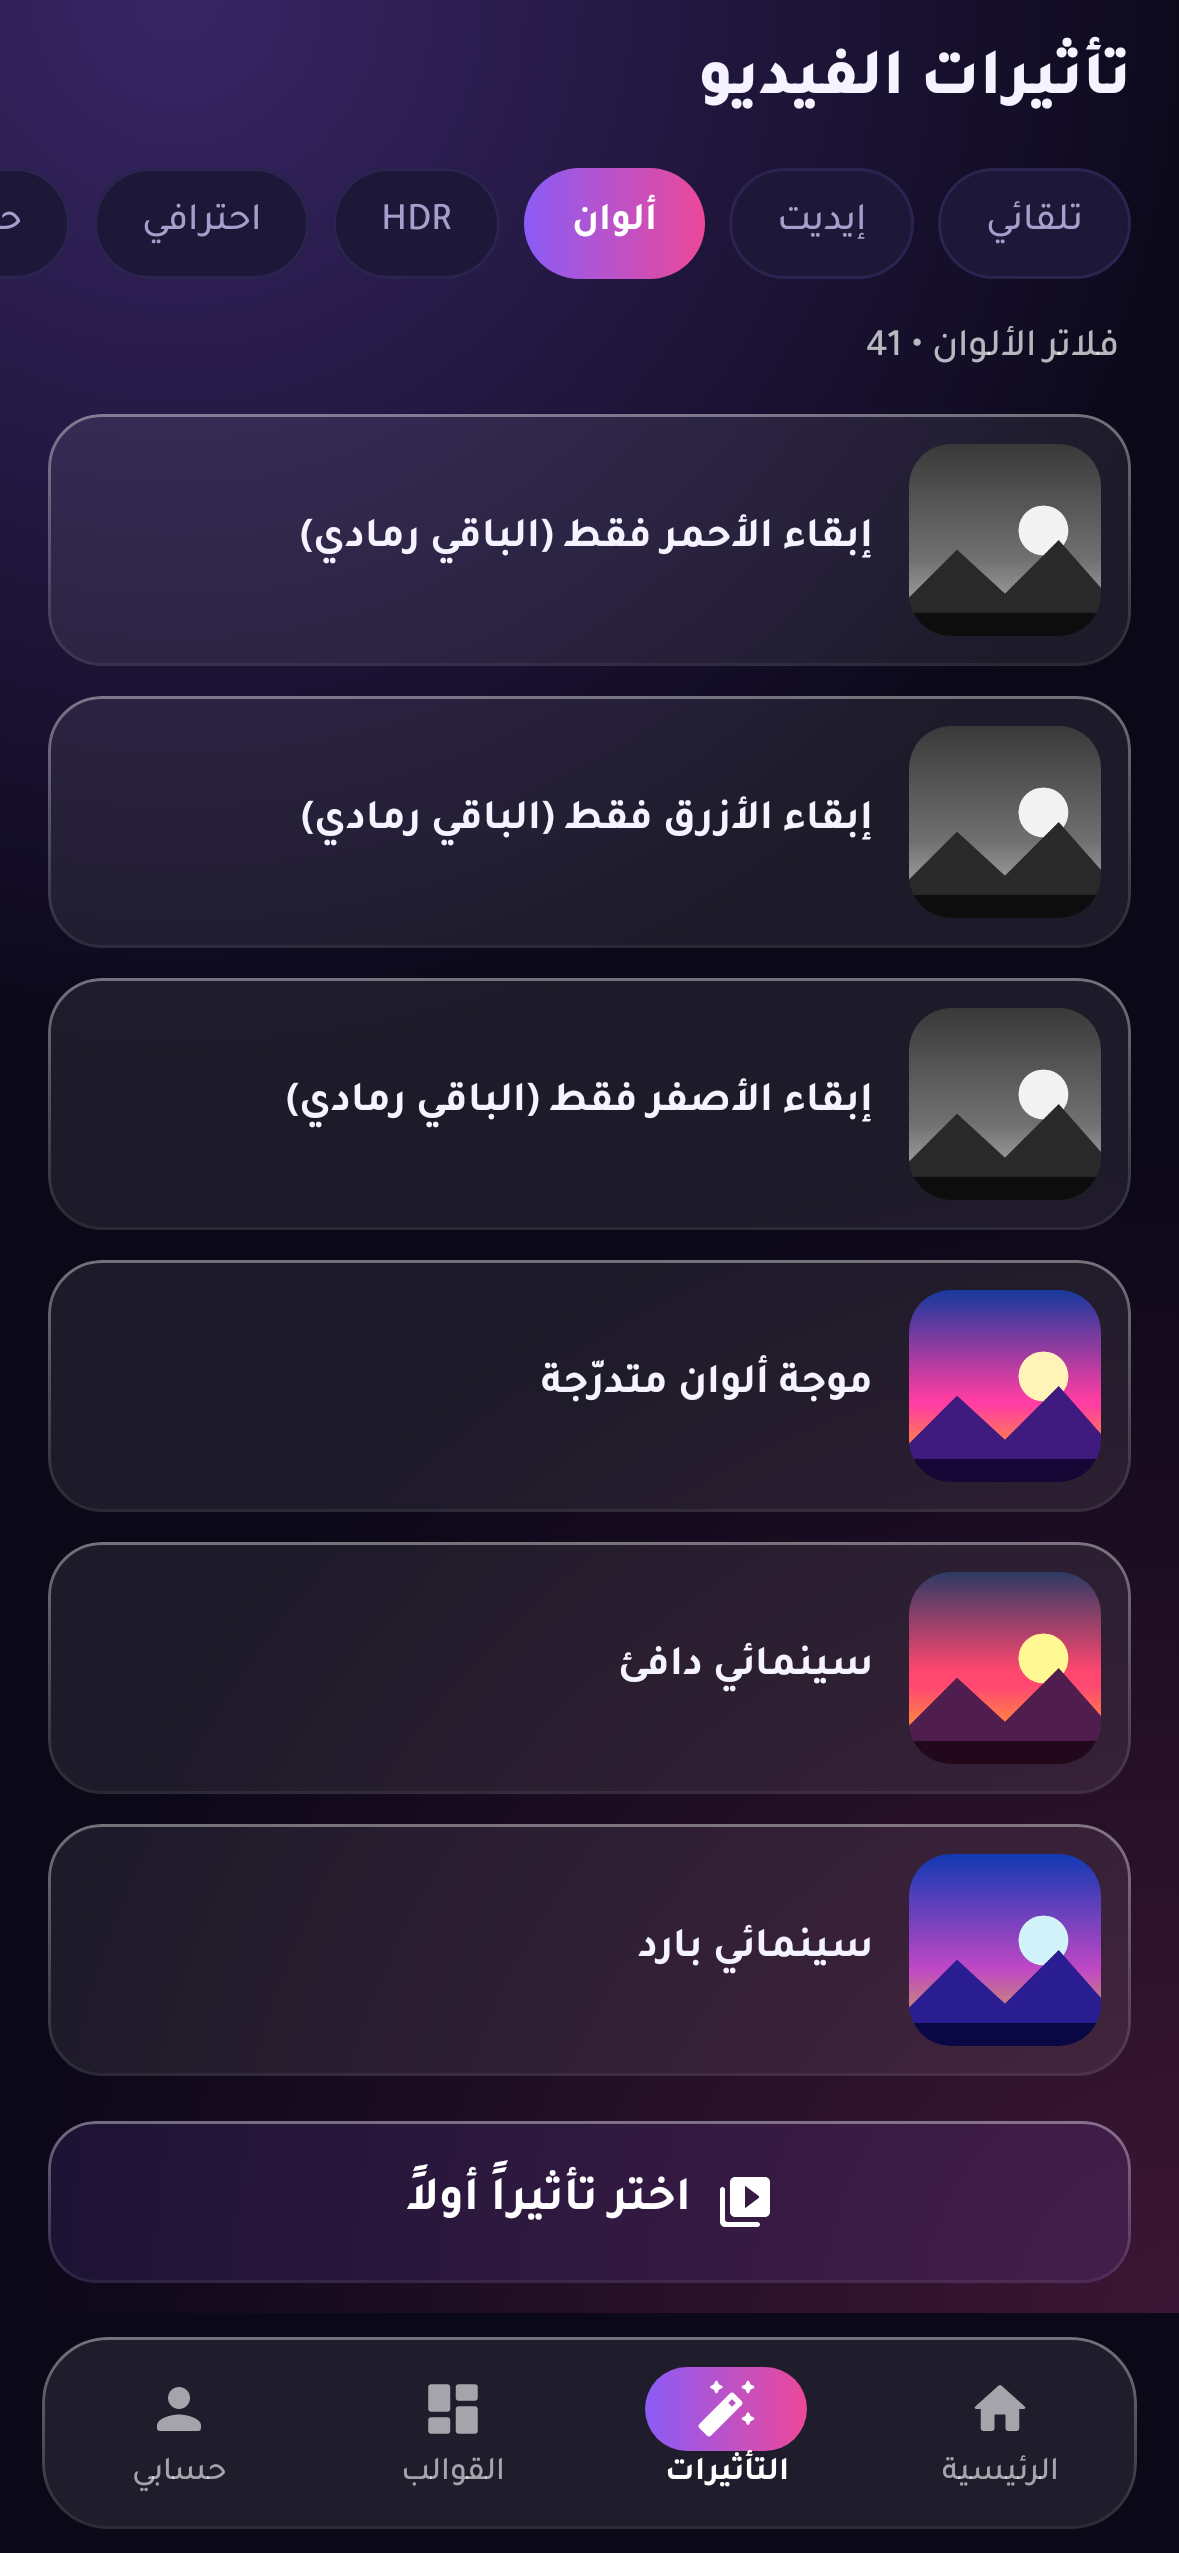 تأثيرات الفيديو
تلقائي
إيديت
ألوان
HDR
احترافي
فلاتر الألوان • 41
إبقاء الأحمر فقط (الباقي رمادي)
إبقاء الأزرق فقط (الباقي رمادي)
إبقاء الأصفر فقط (الباقي رمادي)
موجة ألوان متدرّجة
سينمائي دافئ
سينمائي بارد
اختر تأثيراً أولاً
الرئيسية
التأثيرات
القوالب
حسابي